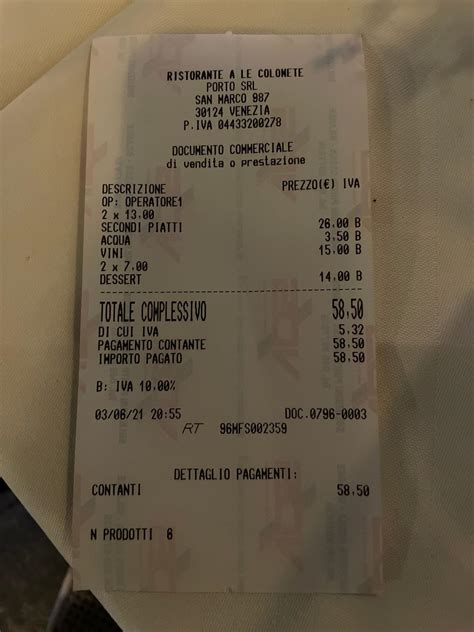 RISTORANTE A LE COLOMETE
PORTO SRL
SAN MARCO 987
30124 VENEZIA
P.IVA 04433200278
DOCUMENTO COMMERCIALE
di vendita o prestazione
DESCRIZIONE PREZZO(€) IVA
OP: OPERATORE1
2 x 13,00
SECONDI PIATTI 26,00 B
ACQUA 3,50 B
VINI 15,00 B
2 x 7,00
DESSERT 14,00 B
TOTALE COMPLESSIVO 58,50
DI CUI IVA 5,32
PAGAMENTO CONTANTE 58,50
IMPORTO PAGATO 58,50
B: IVA 10,00%
03/06/21 20:55 DOC.0796-0003
RT 96MFS002359
DETTAGLIO PAGAMENTI:
CONTANTI 58,50
N PRODOTTI 6